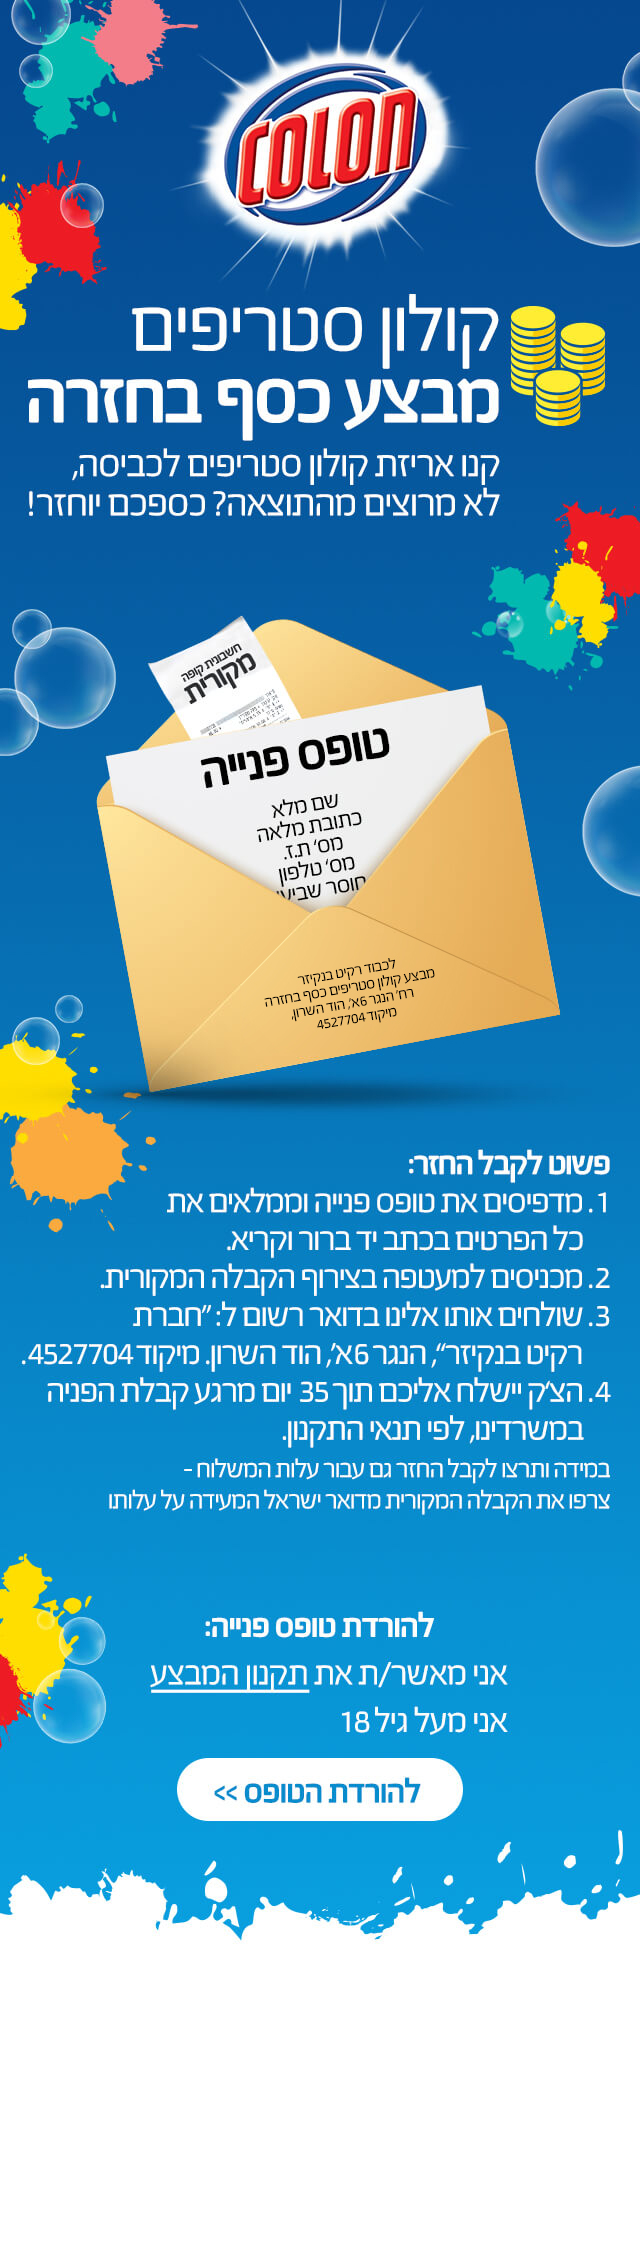 COLON
קולון סטריפים
מבצע כסף בחזרה
קנו אריזת קולון סטריפים לכביסה,
לא מרוצים מהתוצאה? כספכם יוחזר!
חשבונית קופה
מקורית
טופס פנייה
שם מלא
כתובת מלאה
מס' ת.ז.
מס' טלפון
חוסר שביעו
לכבוד רקיט בנקיזר
מבצע קולון סטריפים כסף בחזרה
רח' הנגר 6א', הוד השרון,
מיקוד 4527704
פשוט לקבל החזר:
1. מדפיסים את טופס פנייה וממלאים את
כל הפרטים בכתב יד ברור וקריא.
2. מכניסים למעטפה בצירוף הקבלה המקורית.
3. שולחים אותו אלינו בדואר רשום ל: "חברת
רקיט בנקיזר", הנגר 6א', הוד השרון. מיקוד 4527704.
4. הצ'ק יישלח אליכם תוך 35 יום מרגע קבלת הפניה
במשרדינו, לפי תנאי התקנון.
במידה ותרצו לקבל החזר גם עבור עלות המשלוח -
צרפו את הקבלה המקורית מדואר ישראל המעידה על עלותו
להורדת טופס פנייה:
אני מאשר/ת את תקנון המבצע
אני מעל גיל 18
להורדת הטופס >>